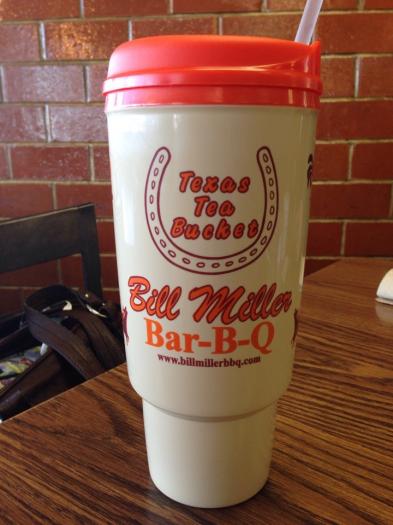 Texas
Tea
Bucket
Bill Miller
Bar-B-Q
www.billmillerbbq.com